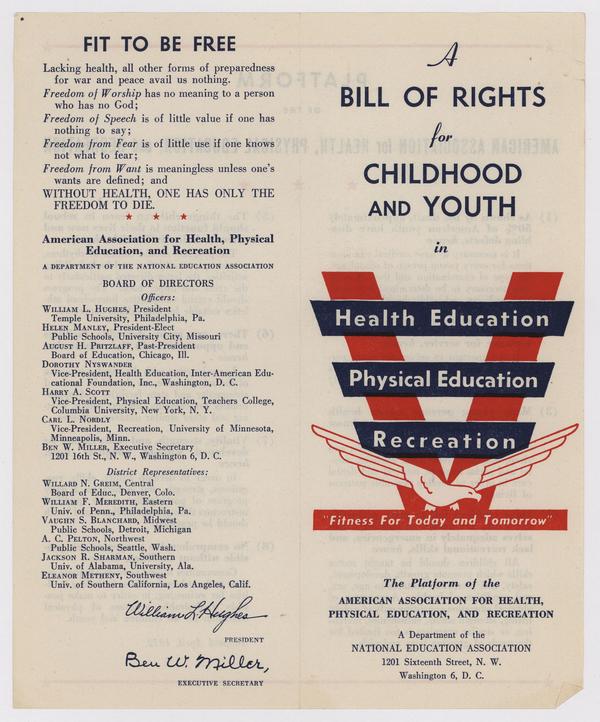 FIT TO BE FREE
Lacking health, all other forms of preparedness
for war and peace avail us nothing.
Freedom of Worship has no meaning to a person
who has no God;
Freedom of Speech is of little value if one has
nothing to say;
Freedom from Fear is of little use if one knows
not what to fear;
Freedom from Want is meaningless unless one's
wants are defined; and
WITHOUT HEALTH, ONE HAS ONLY THE
FREEDOM TO DIE.
American Association for Health, Physical
Education, and Recreation
A DEPARTMENT OF THE NATIONAL EDUCATION ASSOCIATION
BOARD OF DIRECTORS
Officers:
WILLIAM L. HUGHES, President
Temple University, Philadelphia, Pa.
HELEN MANLEY, President-Elect
Public Schools, University City, Missouri
AUGUST H. PRITZLAFF, Past-President
Board of Education, Chicago, Ill.
DOROTHY NYSWANDER
Vice-President, Health Education, Inter-American Edu-
cational Foundation, Inc., Washington, D. C.
HARRY A. SCOTT
Vice-President, Physical Education, Teachers College,
Columbia University, New York, N. Y.
CARL L. NORDLY
Vice-President, Recreation, University of Minnesota,
Minneapolis, Minn.
BEN W. MILLER, Executive Secretary
1201 16th St., N. W., Washington 6, D. C.
District Representatives:
WILLARD N. GREIM, Central
Board of Educ., Denver, Colo.
WILLIAM F. MEREDITH, Eastern
Univ. of Penn., Philadelphia, Pa.
VAUGHN S. BLANCHARD, Midwest
Public Schools, Detroit, Michigan
A. C. PELTON, Northwest
Public Schools, Seattle, Wash.
JACKSON R. SHARMAN, Southern
Univ. of Alabama, University, Ala.
ELEANOR METHENY, Southwest
Univ. of Southern California, Los Angeles, Calif.
William L. Hughes
PRESIDENT
Ben W. Miller,
EXECUTIVE SECRETARY
A
BILL OF RIGHTS
for
CHILDHOOD
AND YOUTH
in
Health Education
Physical Education
Recreation
"Fitness For Today and Tomorrow"
The Platform of the
AMERICAN ASSOCIATION FOR HEALTH,
PHYSICAL EDUCATION, AND RECREATION
A Department of the
NATIONAL EDUCATION ASSOCIATION
1201 Sixteenth Street, N. W.
Washington 6, D. C.